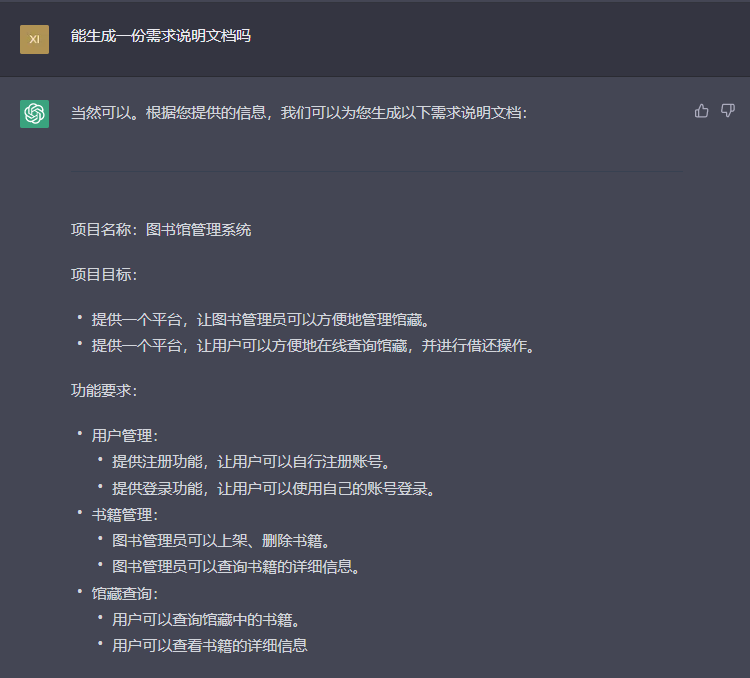 XI
能生成一份需求说明文档吗
当然可以。根据您提供的信息，我们可以为您生成以下需求说明文档：
项目名称：图书馆管理系统
项目目标：
• 提供一个平台，让图书管理员可以方便地管理馆藏。
• 提供一个平台，让用户可以方便地在线查询馆藏，并进行借还操作。
功能要求：
• 用户管理：
• 提供注册功能，让用户可以自行注册账号。
• 提供登录功能，让用户可以使用自己的账号登录。
• 书籍管理：
• 图书管理员可以上架、删除书籍。
• 图书管理员可以查询书籍的详细信息。
• 馆藏查询：
• 用户可以查询馆藏中的书籍。
• 用户可以查看书籍的详细信息